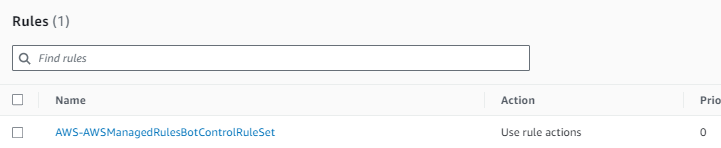 Rules (1)
Find rules
Name Action Prio
AWS-AWSManagedRulesBotControlRuleSet Use rule actions 0